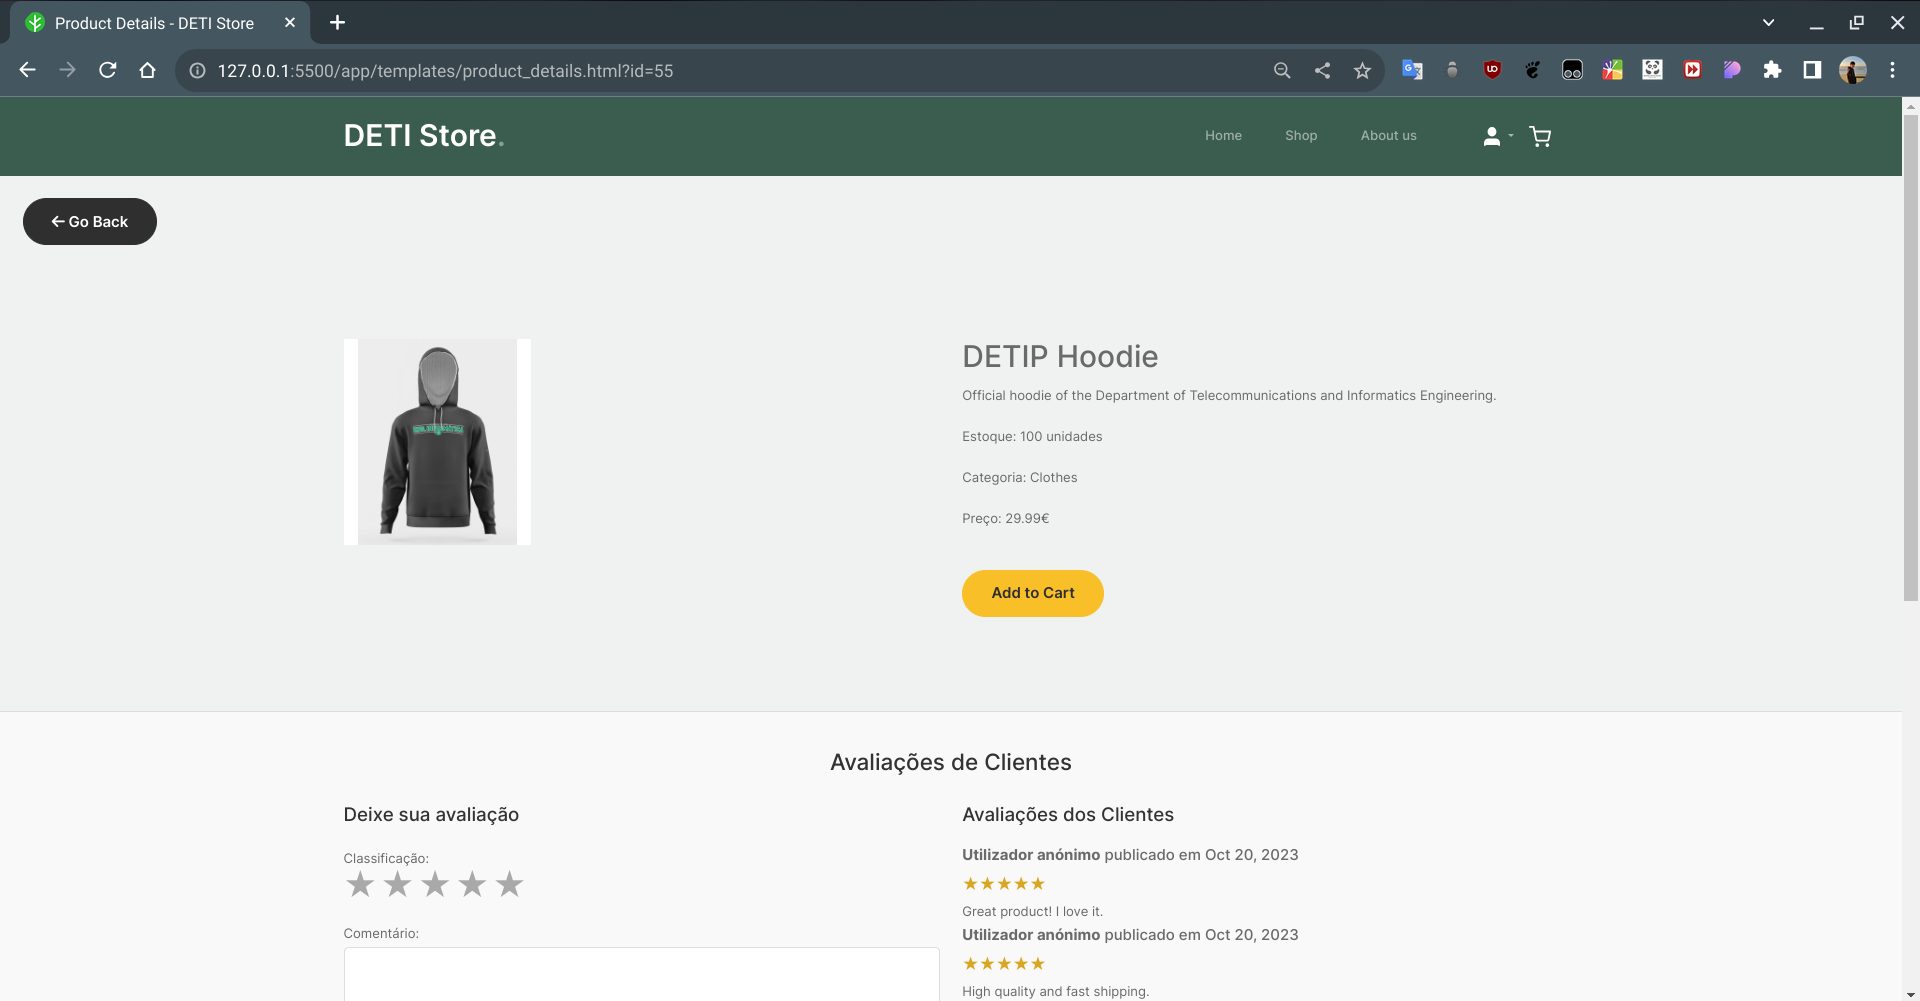 Product Details - DETI Store
127.0.0.1:5500/app/templates/product_details.html?id=55
DETI Store.
Home
Shop
About us
Go Back
DETIP Hoodie
Official hoodie of the Department of Telecommunications and Informatics Engineering.
Estoque: 100 unidades
Categoria: Clothes
Preço: 29.99€
Add to Cart
Avaliações de Clientes
Deixe sua avaliação
Classificação:
Comentário:
Avaliações dos Clientes
Utilizador anónimo publicado em Oct 20, 2023
★★★★★
Great product! I love it.
Utilizador anónimo publicado em Oct 20, 2023
★★★★★
High quality and fast shipping.